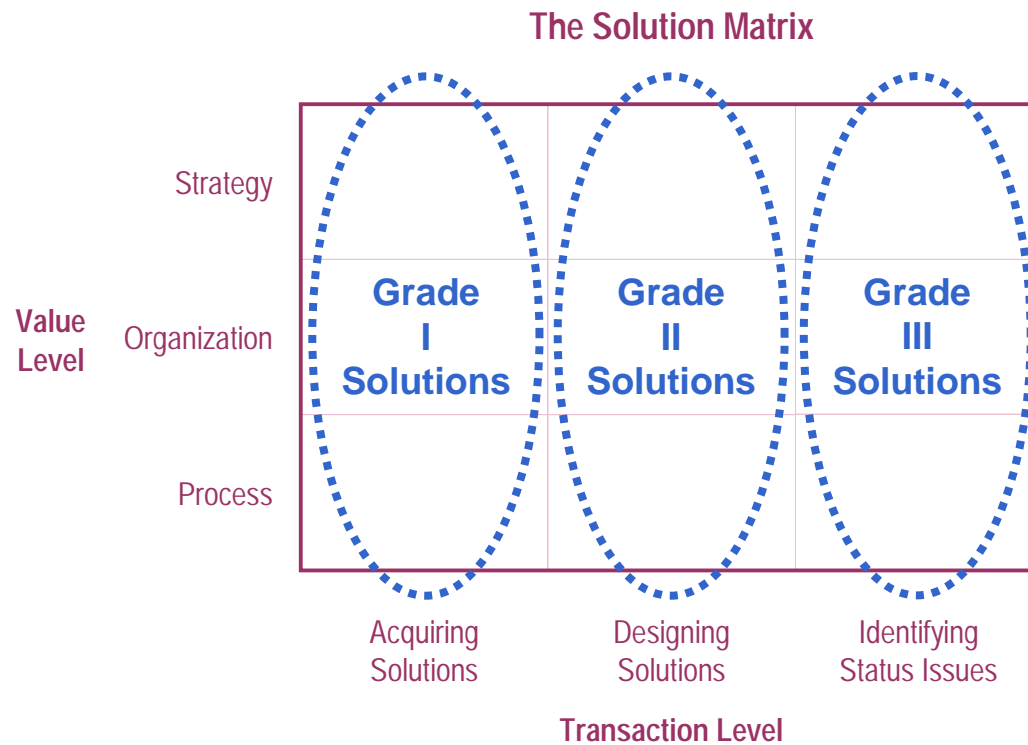 The Solution Matrix
Strategy
Value
Level
Organization
Process
Grade
I
Solutions
Grade
II
Solutions
Grade
III
Solutions
Acquiring
Solutions
Designing
Solutions
Identifying
Status Issues
Transaction Level